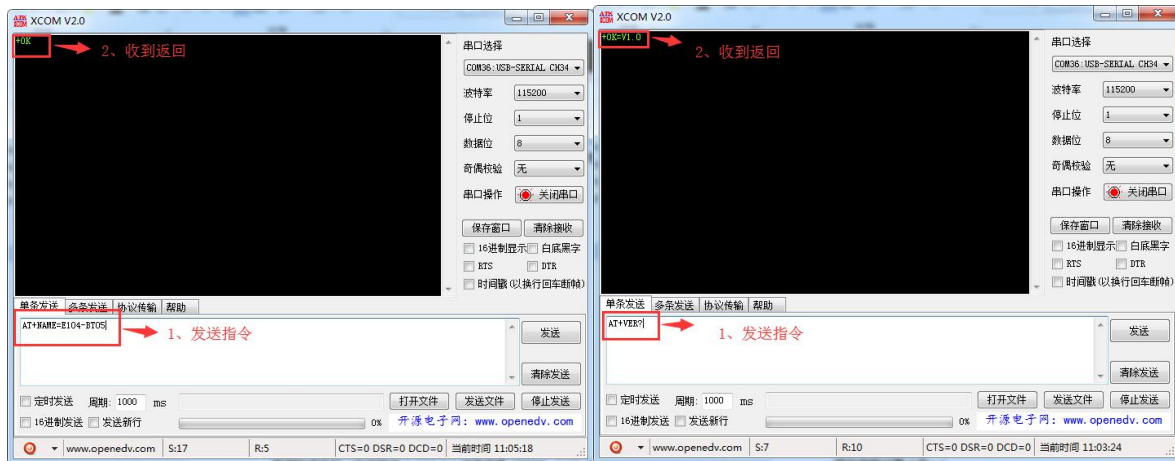 XCOM V2.0
+OK
2、收到返回
串口选择
COM36:USB-SERIAL CH34
波特率 115200
停止位 1
数据位 8
奇偶校验 无
串口操作 关闭串口
保存窗口 清除接收
16进制显示 白底黑字
RTS DTR
时间戳(以换行回车断帧)
单条发送 多条发送 协议传输 帮助
AT+NAME=E104-BT05
1、发送指令
发送
清除发送
定时发送 周期: 1000 ms 打开文件 发送文件 停止发送
16进制发送 发送新行 0% 开源电子网: www.openedv.com
www.openedv.com S:17 R:5 CTS=0 DSR=0 DCD=0 当前时间 11:05:18
XCOM V2.0
+OK=V1.0
2、收到返回
串口选择
COM36:USB-SERIAL CH34
波特率 115200
停止位 1
数据位 8
奇偶校验 无
串口操作 关闭串口
保存窗口 清除接收
16进制显示 白底黑字
RTS DTR
时间戳(以换行回车断帧)
单条发送 多条发送 协议传输 帮助
AT+VER?
1、发送指令
发送
清除发送
定时发送 周期: 1000 ms 打开文件 发送文件 停止发送
16进制发送 发送新行 0% 开源电子网: www.openedv.com
www.openedv.com S:7 R:10 CTS=0 DSR=0 DCD=0 当前时间 11:03:24